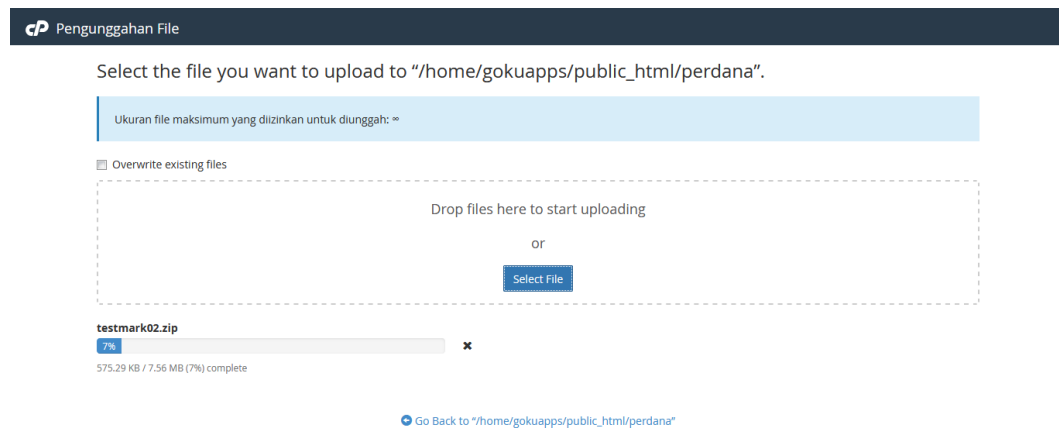 cP Pengunggahan File
Select the file you want to upload to “/home/gokuapps/public_html/perdana”.
Ukuran file maksimum yang diizinkan untuk diunggah: ∞
Overwrite existing files
Drop files here to start uploading
or
Select File
testmark02.zip
7%
575.29 KB / 7.56 MB (7%) complete
Go Back to “/home/gokuapps/public_html/perdana”